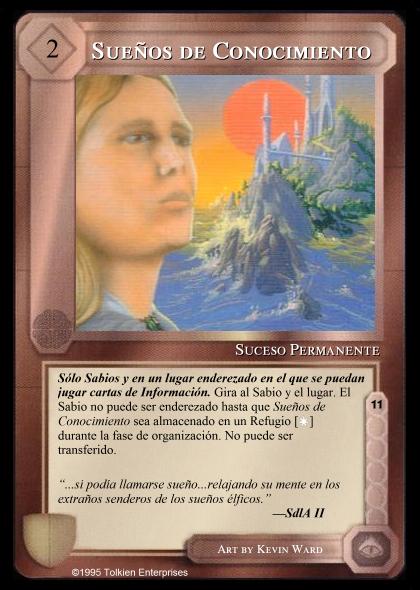 2
SUEÑOS DE CONOCIMIENTO
SUCESO PERMANENTE
Sólo Sabios y en un lugar enderezado en el que se puedan
jugar cartas de Información. Gira al Sabio y el lugar. El
Sabio no puede ser enderezado hasta que Sueños de
Conocimiento sea almacenado en un Refugio [☀]
durante la fase de organización. No puede ser
transferido.
11
“...si podía llamarse sueño...relajando su mente en los
extraños senderos de los sueños élficos.”
—SdlA II
ART BY KEVIN WARD
©1995 Tolkien Enterprises